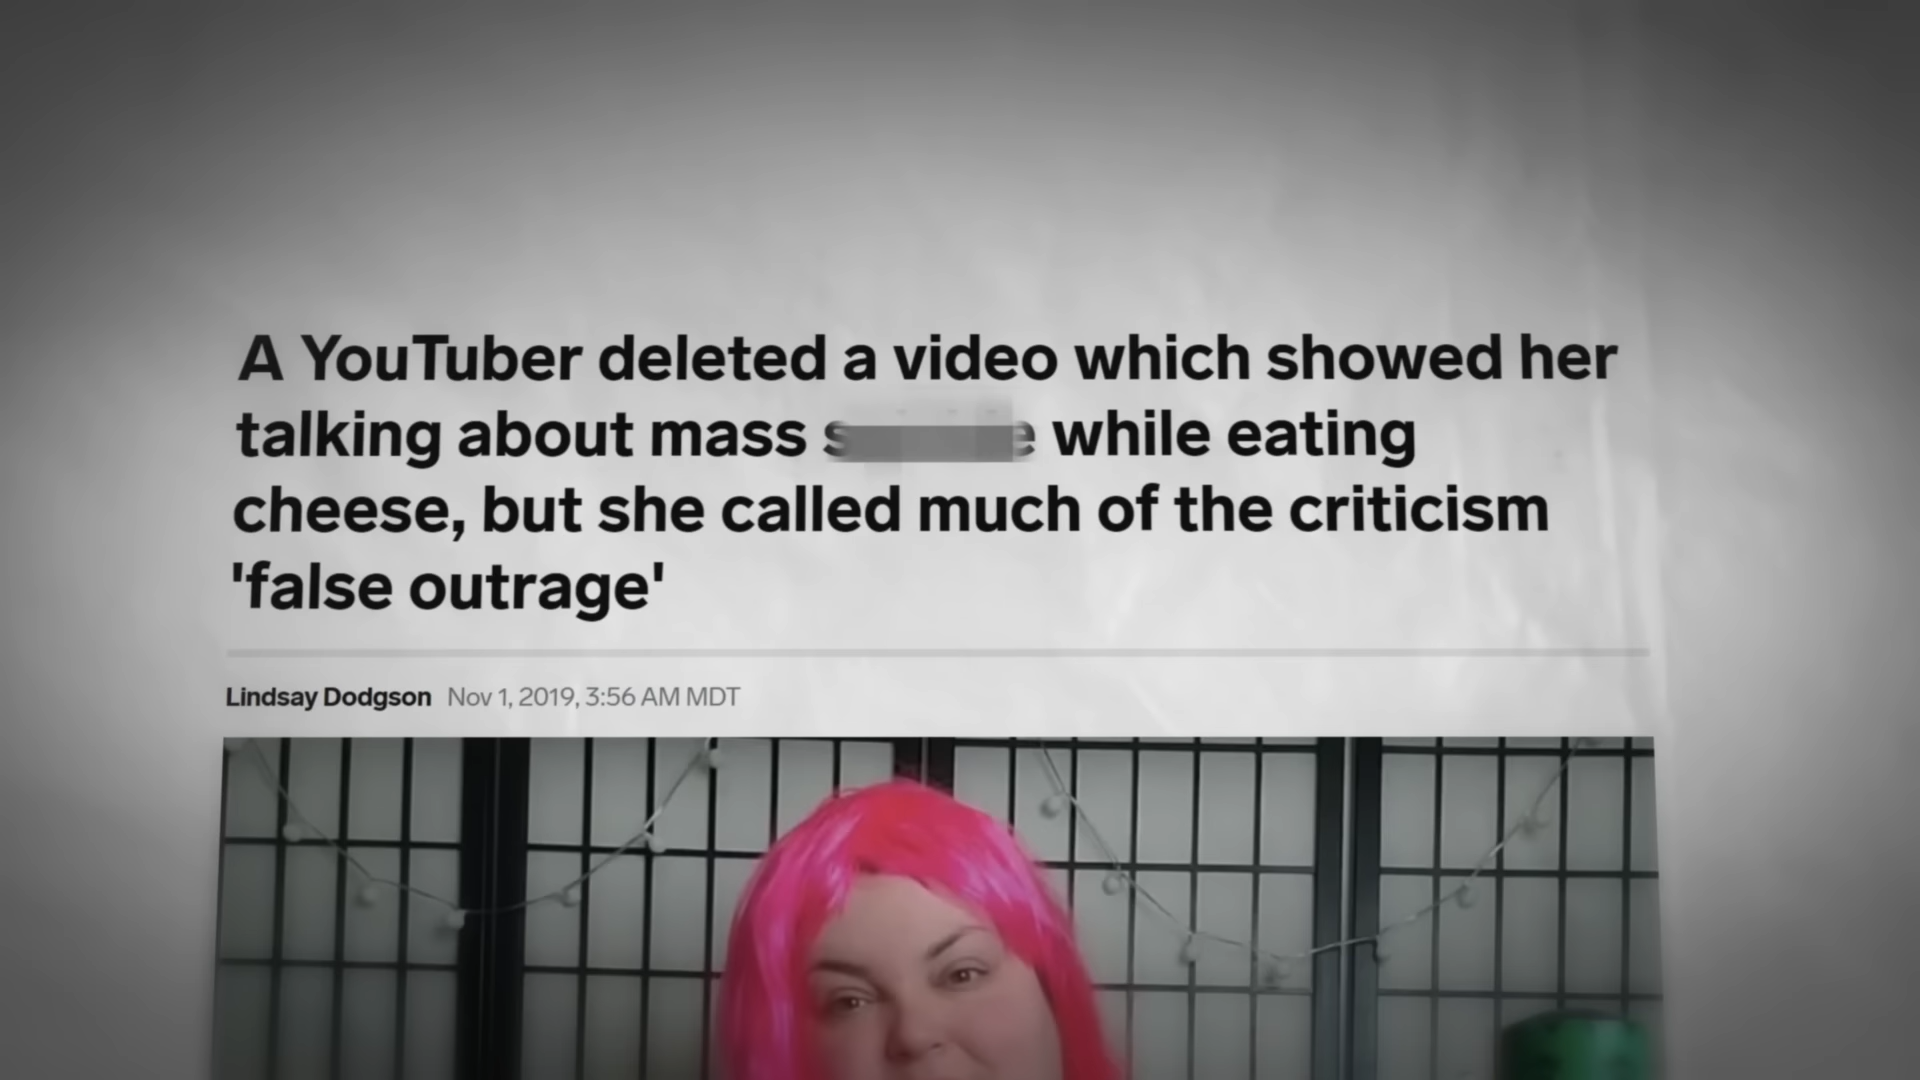 A YouTuber deleted a video which showed her
talking about mass while eating
cheese, but she called much of the criticism
'false outrage'
Lindsay Dodgson Nov 1, 2019, 3:56 AM MDT